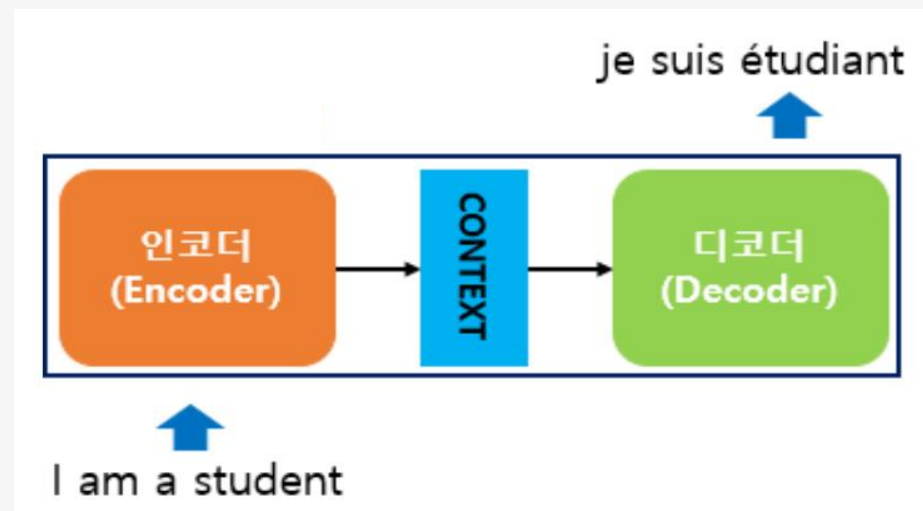 je suis étudiant
인코더
(Encoder)
CONTEXT
디코더
(Decoder)
I am a student